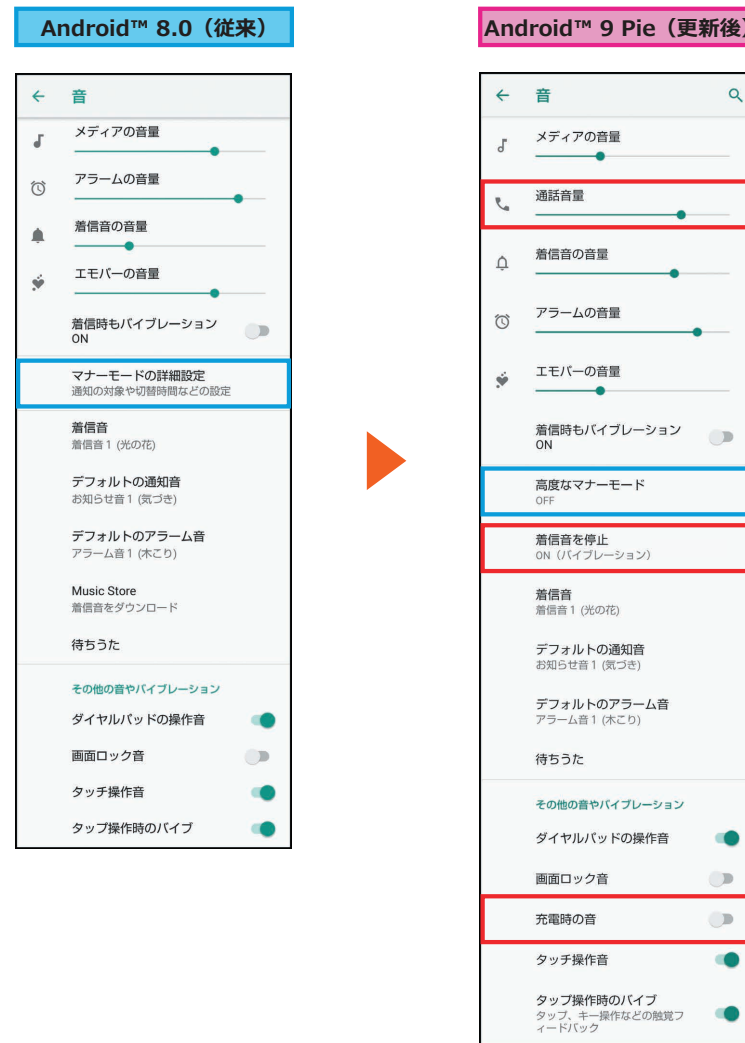 Android™ 8.0（従来）
音
メディアの音量
アラームの音量
着信音の音量
エモパーの音量
着信時もバイブレーション
ON
マナーモードの詳細設定
通知の対象や切替時間などの設定
着信音
着信音1 (光の花)
デフォルトの通知音
お知らせ音1 (気づき)
デフォルトのアラーム音
アラーム音1 (木こり)
Music Store
着信音をダウンロード
待ちうた
その他の音やバイブレーション
ダイヤルパッドの操作音
画面ロック音
タッチ操作音
タップ操作時のバイブ
Android™ 9 Pie（更新後）
音
メディアの音量
通話音量
着信音の音量
アラームの音量
エモパーの音量
着信時もバイブレーション
ON
高度なマナーモード
OFF
着信音を停止
ON（バイブレーション）
着信音
着信音1 (光の花)
デフォルトの通知音
お知らせ音1 (気づき)
デフォルトのアラーム音
アラーム音1 (木こり)
待ちうた
その他の音やバイブレーション
ダイヤルパッドの操作音
画面ロック音
充電時の音
タッチ操作音
タップ操作時のバイブ
タップ、キー操作などの触覚フ
ィードバック